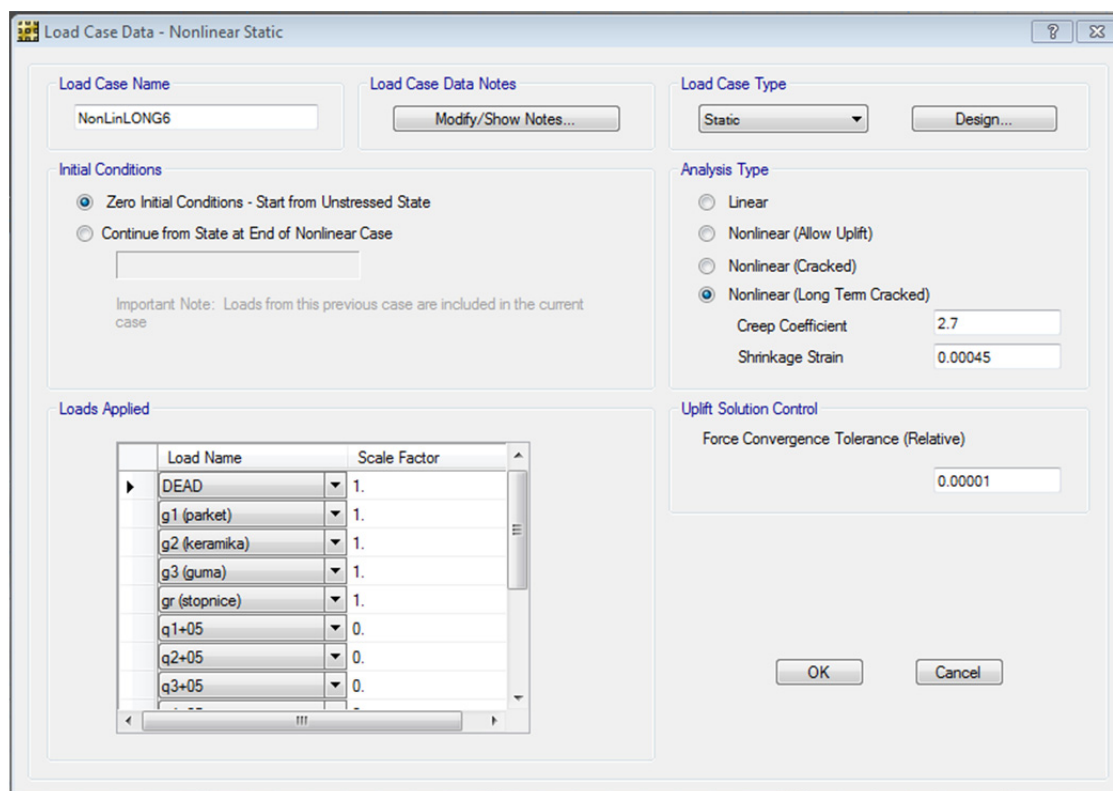 Load Case Data - Nonlinear Static
Load Case Name
NonLinLONG6
Load Case Data Notes
Modify/Show Notes...
Load Case Type
Static
Design...
Initial Conditions
Zero Initial Conditions - Start from Unstressed State
Continue from State at End of Nonlinear Case
Important Note: Loads from this previous case are included in the current
case
Analysis Type
Linear
Nonlinear (Allow Uplift)
Nonlinear (Cracked)
Nonlinear (Long Term Cracked)
Creep Coefficient 2.7
Shrinkage Strain 0.00045
Loads Applied
Load Name Scale Factor
DEAD 1.
g1 (parket) 1.
g2 (keramika) 1.
g3 (guma) 1.
gr (stopnice) 1.
q1+05 0.
q2+05 0.
q3+05 0.
Uplift Solution Control
Force Convergence Tolerance (Relative)
0.00001
OK Cancel